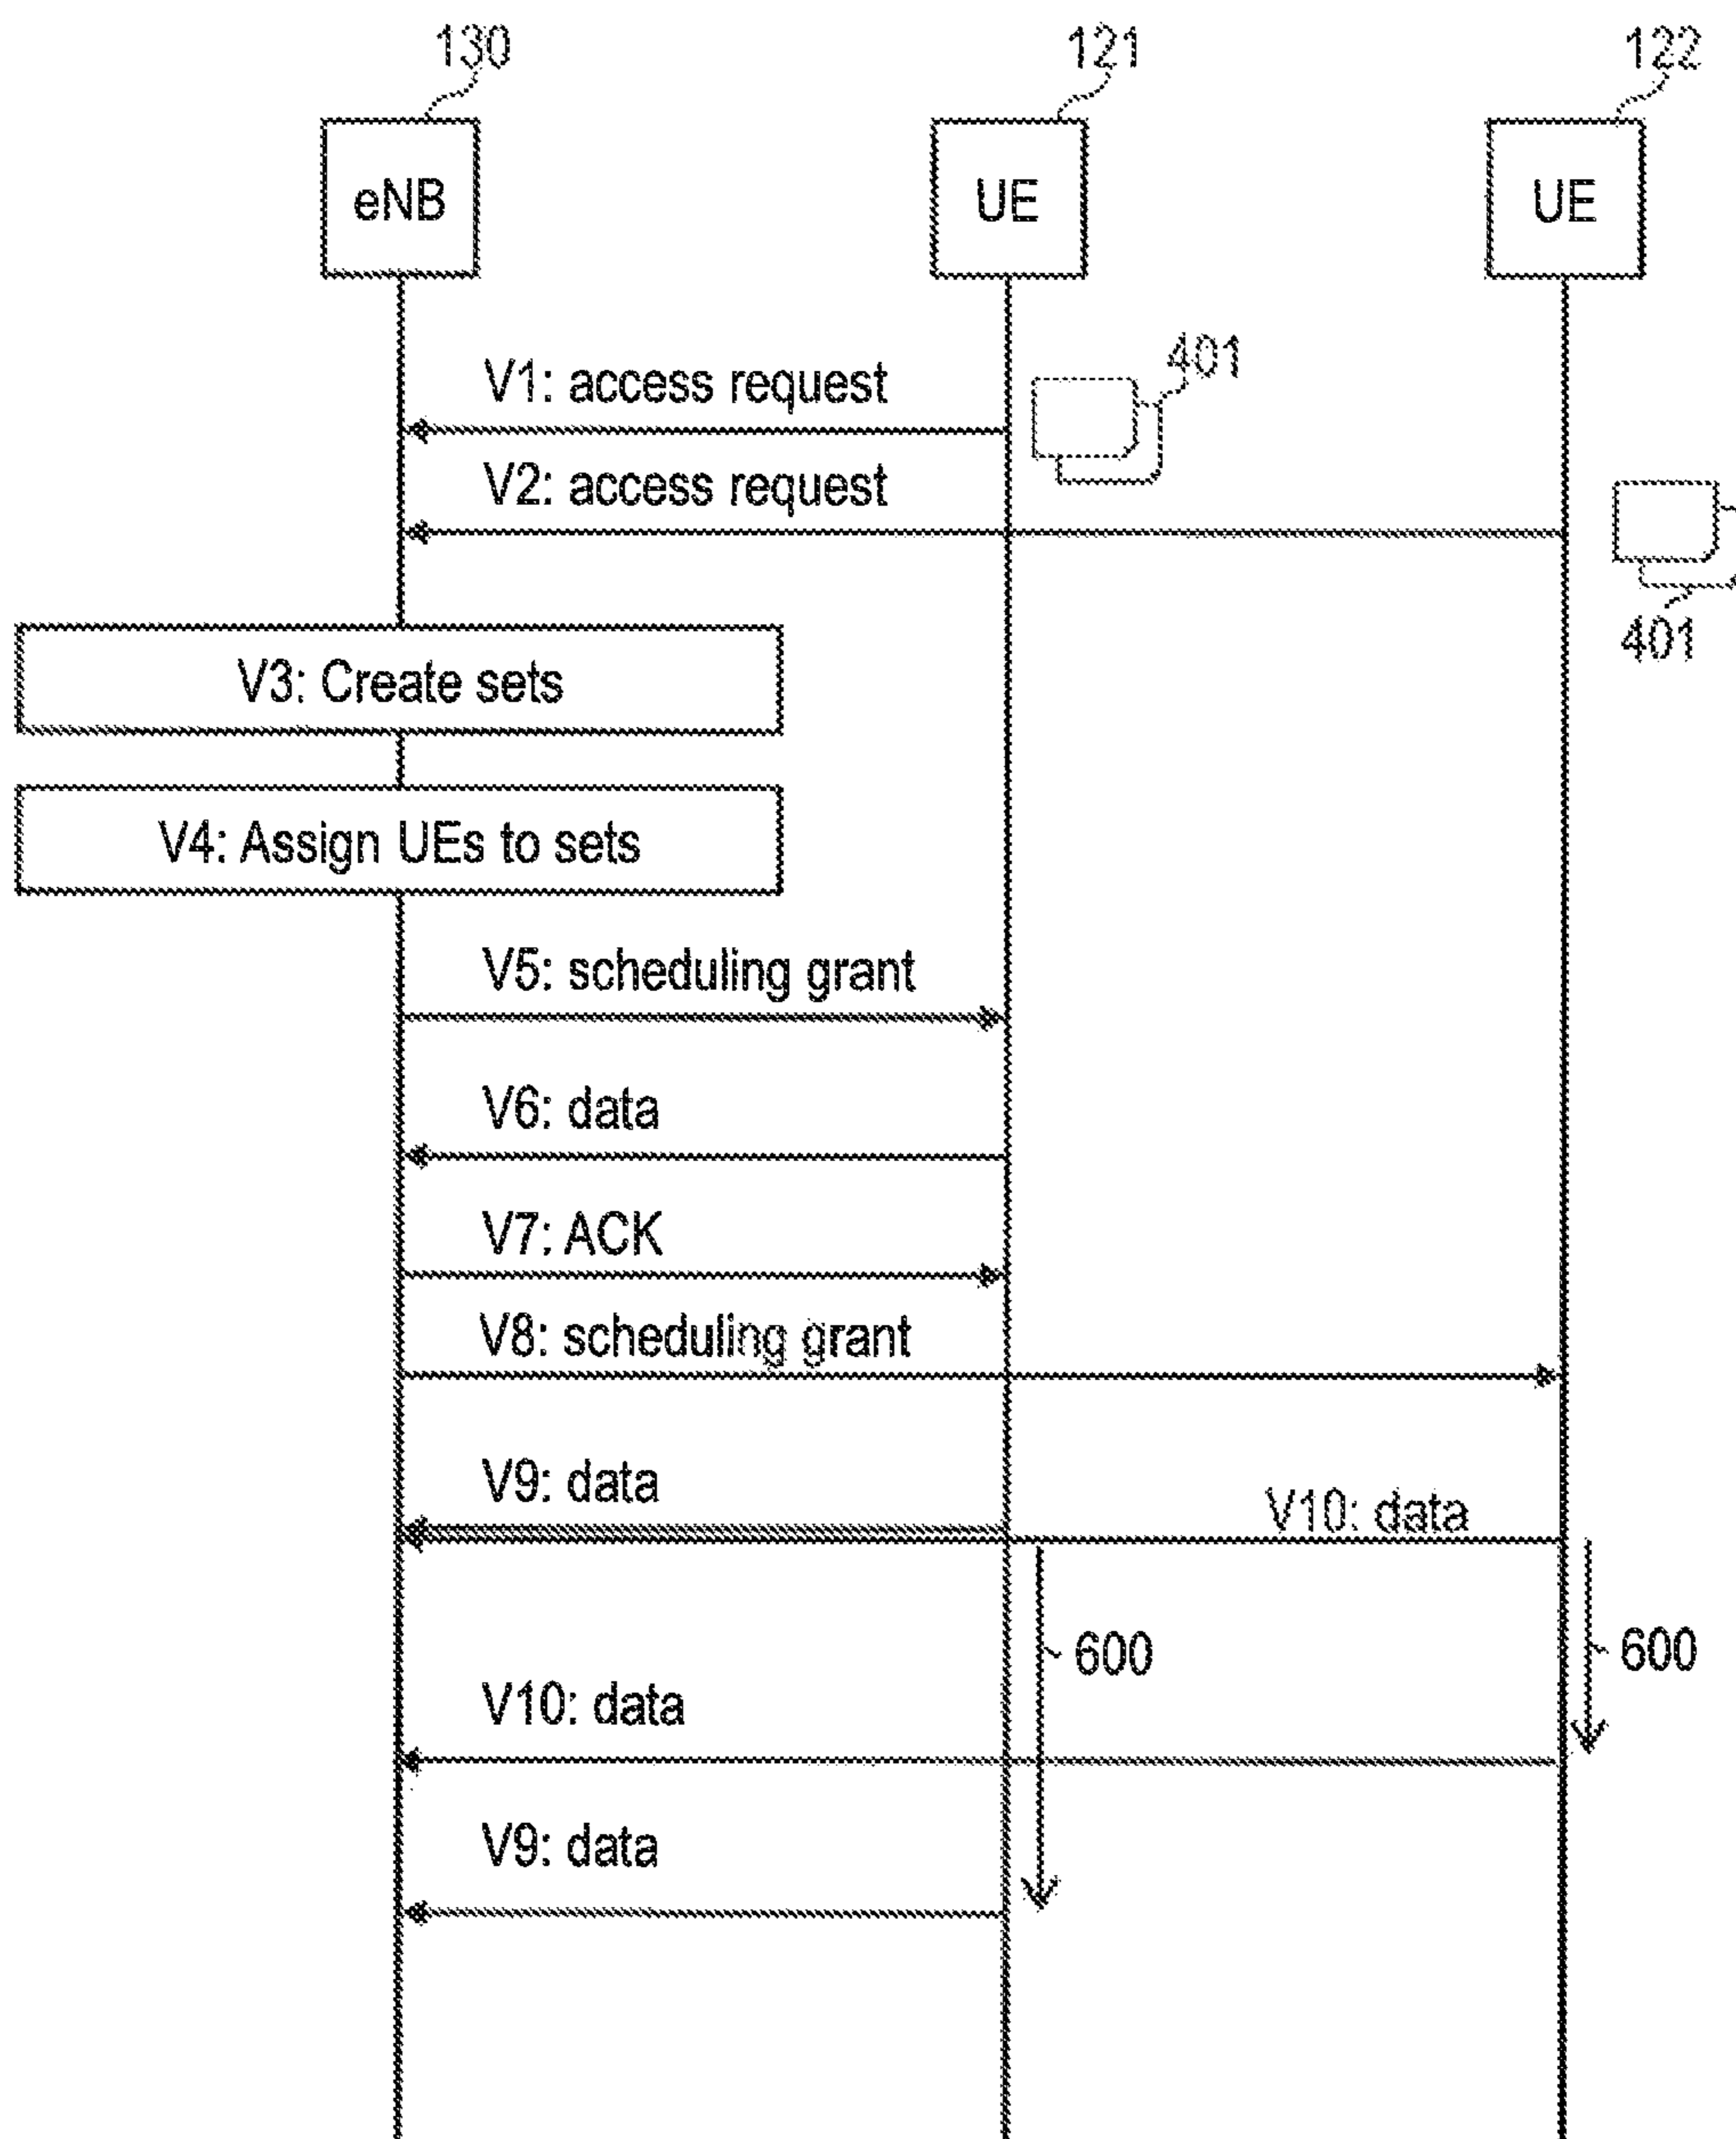 130
121
122
eNB
UE
UE
V1: access request
401
V2: access request
401
V3: Create sets
V4: Assign UEs to sets
V5: scheduling grant
V6: data
V7: ACK
V8: scheduling grant
V9: data
V10: data
600
600
V10: data
V9: data